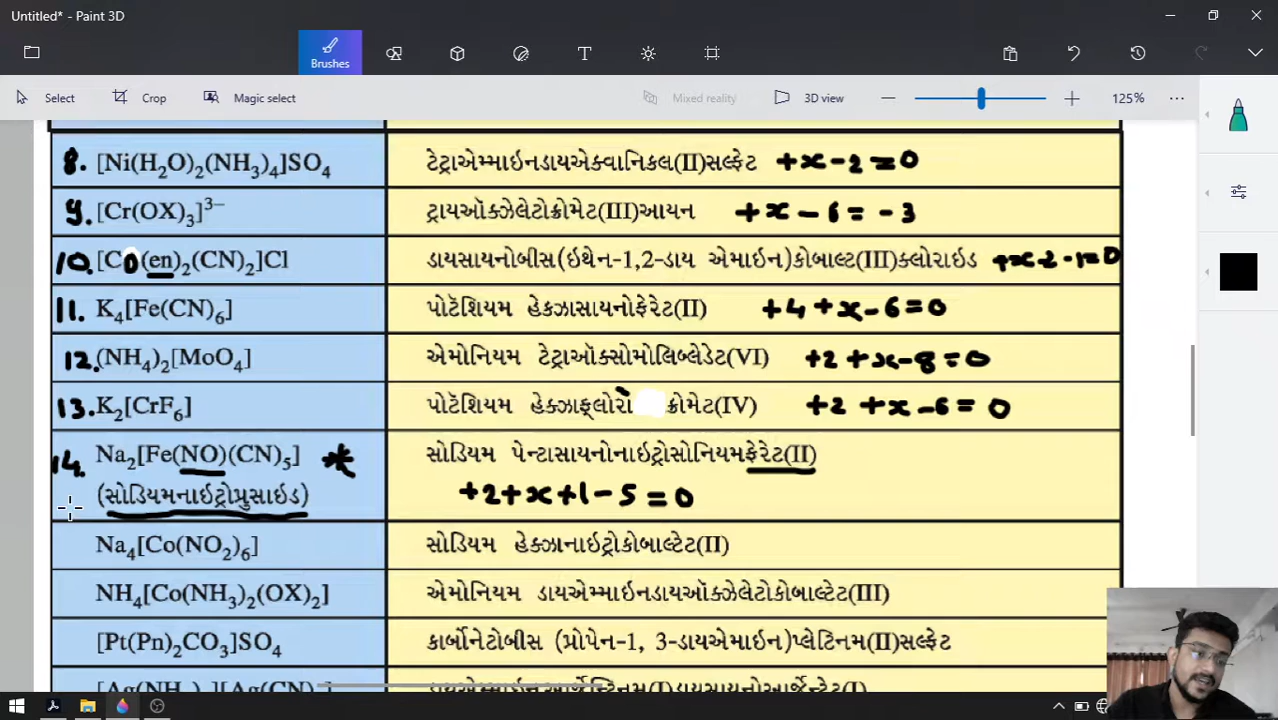 Untitled* - Paint 3D
Brushes
Select Crop Magic select Mixed reality 3D view 125%
8. [Ni(H₂O)₂(NH₃)₄]SO₄ ટેટ્રાએમ્માઇનડાયએક્વાનિકલ(II)સલ્ફેટ +x-2=0
9. [Cr(OX)₃]³⁻ ટ્રાયઑક્ઝેલેટોક્રોમેટ(III)આયન +x-6=-3
10. [Co(en)₂(CN)₂]Cl ડાયસાયનોબીસ(ઇથેન-1,2-ડાય એમાઇન)કોબાલ્ટ(III)ક્લોરાઇડ +x-2-1=0
11. K₄[Fe(CN)₆] પોટૅશિયમ હેક્ઝાસાયનોફેરેટ(II) +4+x-6=0
12. (NH₄)₂[MoO₄] એમોનિયમ ટેટ્રાઑક્સોમોલિબ્લેડેટ(VI) +2+x-8=0
13. K₂[CrF₆] પોટૅશિયમ હેક્ઝાફ્લોરો ક્રોમેટ(IV) +2+x-6=0
14. Na₂[Fe(NO)(CN)₅] * સોડિયમ પેન્ટાસાયનોનાઇટ્રોસોનિયમફેરેટ(II)
(સોડિયમનાઇટ્રોપ્રુસાઇડ) +2+x+1-5=0
Na₄[Co(NO₂)₆] સોડિયમ હેક્ઝાનાઇટ્રોકોબાલ્ટેટ(II)
NH₄[Co(NH₃)₂(OX)₂] એમોનિયમ ડાયએમ્માઇનડાયઑક્ઝેલેટોકોબાલ્ટેટ(III)
[Pt(Pn)₂CO₃]SO₄ કાર્બોનેટોબીસ (પ્રોપેન-1, 3-ડાયએમાઇન)પ્લેટિનમ(II)સલ્ફેટ